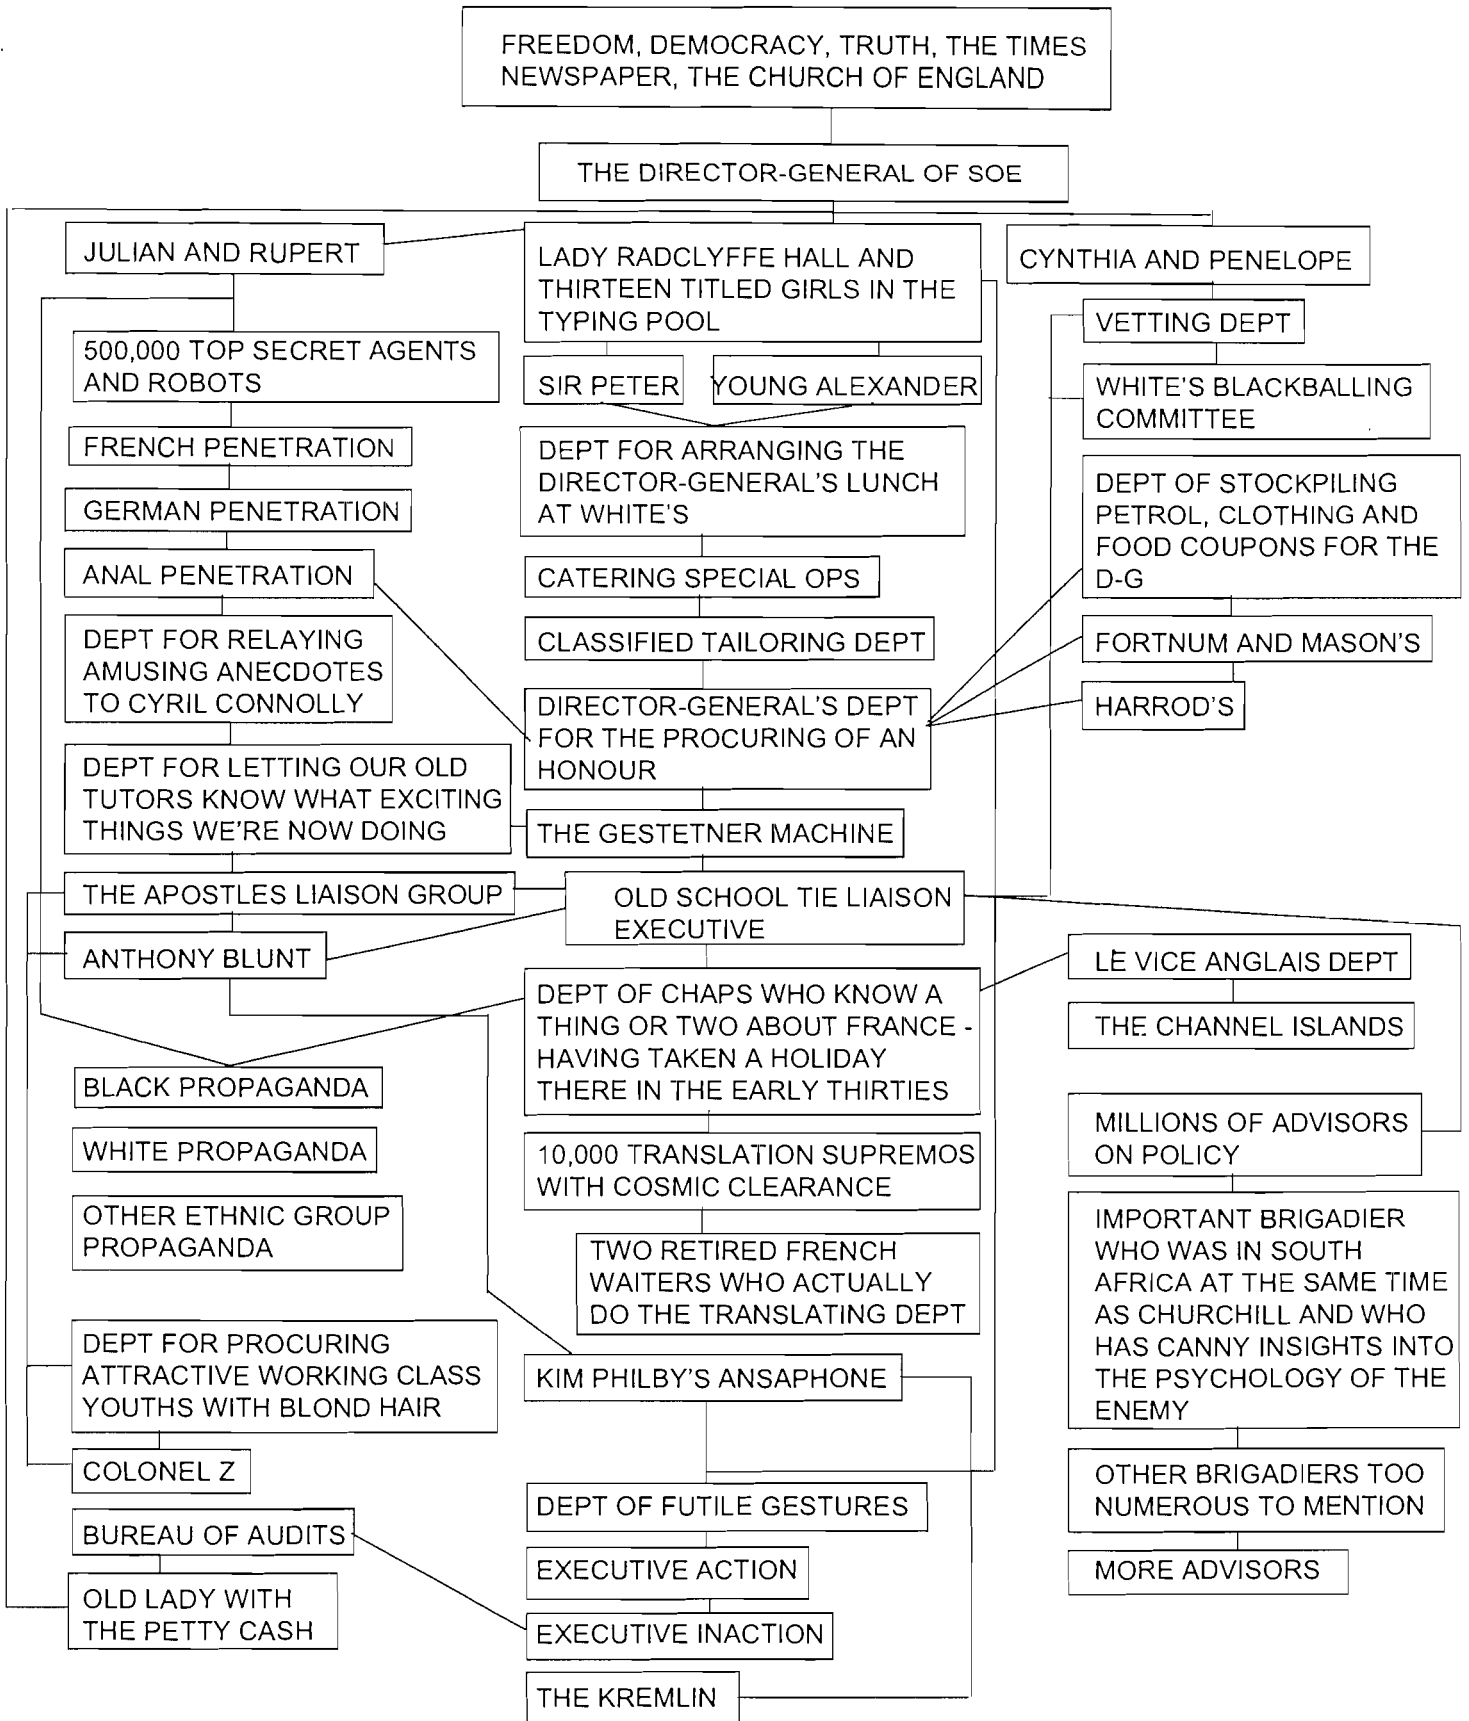 FREEDOM, DEMOCRACY, TRUTH, THE TIMES
NEWSPAPER, THE CHURCH OF ENGLAND
THE DIRECTOR-GENERAL OF SOE
JULIAN AND RUPERT
500,000 TOP SECRET AGENTS
AND ROBOTS
FRENCH PENETRATION
GERMAN PENETRATION
ANAL PENETRATION
DEPT FOR RELAYING
AMUSING ANECDOTES
TO CYRIL CONNOLLY
DEPT FOR LETTING OUR OLD
TUTORS KNOW WHAT EXCITING
THINGS WE'RE NOW DOING
THE APOSTLES LIAISON GROUP
ANTHONY BLUNT
BLACK PROPAGANDA
WHITE PROPAGANDA
OTHER ETHNIC GROUP
PROPAGANDA
DEPT FOR PROCURING
ATTRACTIVE WORKING CLASS
YOUTHS WITH BLOND HAIR
COLONEL Z
BUREAU OF AUDITS
OLD LADY WITH
THE PETTY CASH
LADY RADCLYFFE HALL AND
THIRTEEN TITLED GIRLS IN THE
TYPING POOL
SIR PETER
YOUNG ALEXANDER
DEPT FOR ARRANGING THE
DIRECTOR-GENERAL'S LUNCH
AT WHITE'S
CATERING SPECIAL OPS
CLASSIFIED TAILORING DEPT
DIRECTOR-GENERAL'S DEPT
FOR THE PROCURING OF AN
HONOUR
THE GESTETNER MACHINE
OLD SCHOOL TIE LIAISON
EXECUTIVE
DEPT OF CHAPS WHO KNOW A
THING OR TWO ABOUT FRANCE -
HAVING TAKEN A HOLIDAY
THERE IN THE EARLY THIRTIES
10,000 TRANSLATION SUPREMOS
WITH COSMIC CLEARANCE
TWO RETIRED FRENCH
WAITERS WHO ACTUALLY
DO THE TRANSLATING DEPT
KIM PHILBY'S ANSAPHONE
DEPT OF FUTILE GESTURES
EXECUTIVE ACTION
EXECUTIVE INACTION
THE KREMLIN
CYNTHIA AND PENELOPE
VETTING DEPT
WHITE'S BLACKBALLING
COMMITTEE
DEPT OF STOCKPILING
PETROL, CLOTHING AND
FOOD COUPONS FOR THE
D-G
FORTNUM AND MASON'S
HARROD'S
LE VICE ANGLAIS DEPT
THE CHANNEL ISLANDS
MILLIONS OF ADVISORS
ON POLICY
IMPORTANT BRIGADIER
WHO WAS IN SOUTH
AFRICA AT THE SAME TIME
AS CHURCHILL AND WHO
HAS CANNY INSIGHTS INTO
THE PSYCHOLOGY OF THE
ENEMY
OTHER BRIGADIERS TOO
NUMEROUS TO MENTION
MORE ADVISORS